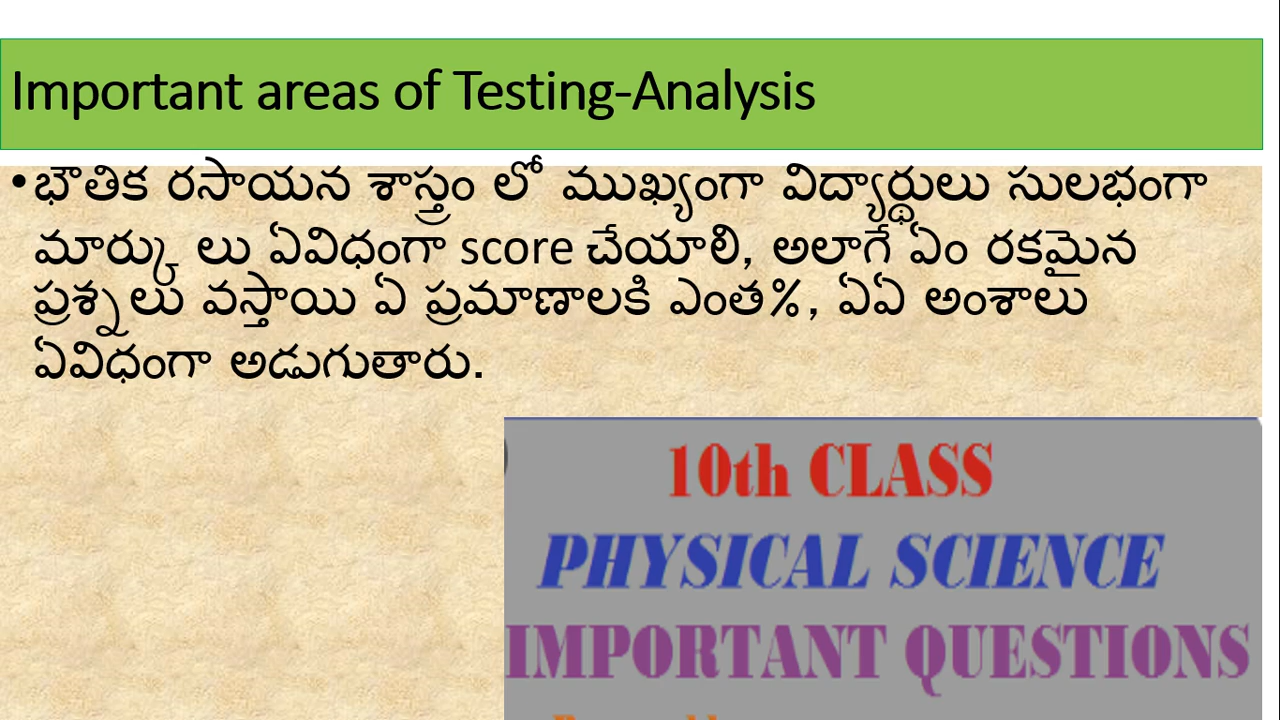 Important areas of Testing-Analysis
•భౌతిక రసాయన శాస్త్రం లో ముఖ్యంగా విద్యార్థులు సులభంగా
మార్కు లు ఏవిధంగా score చేయాలి, అలాగే ఏం రకమైన
ప్రశ్నలు వస్తాయి ఏ ప్రమాణాలకి ఎంత%, ఏఏ అంశాలు
ఏవిధంగా అడుగుతారు.
10th CLASS
PHYSICAL SCIENCE
IMPORTANT QUESTIONS